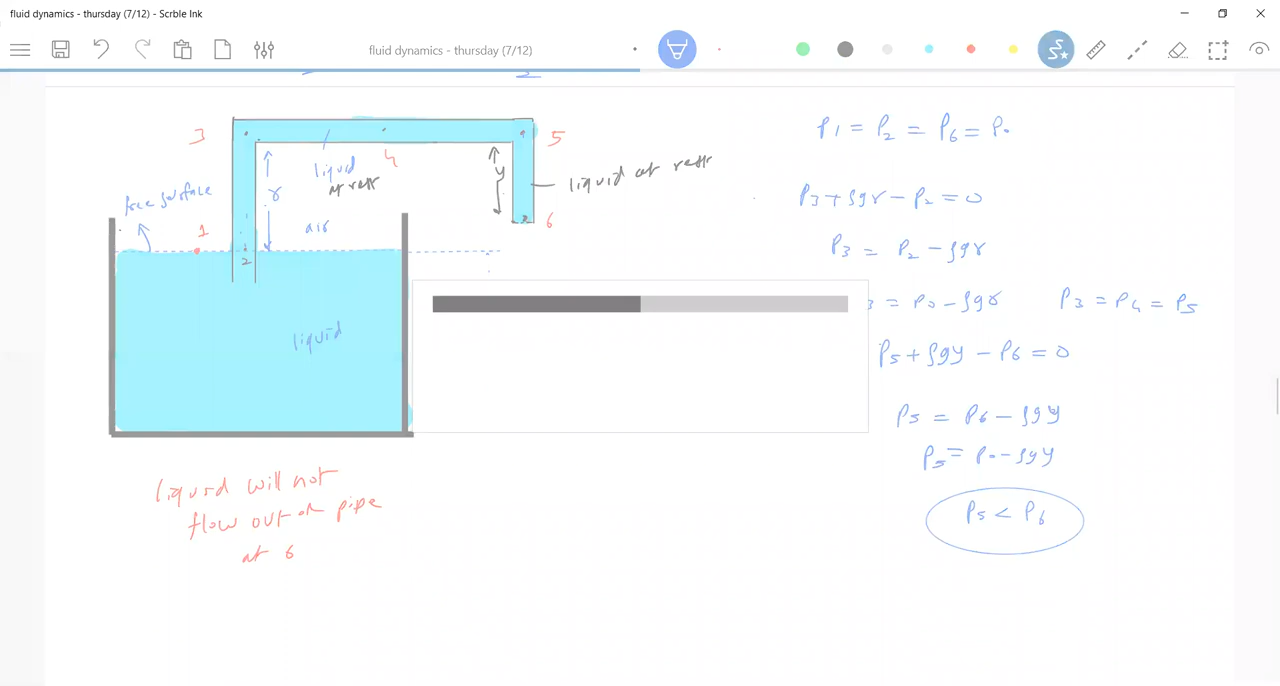 fluid dynamics - thursday (7/12) - Scrble Ink
fluid dynamics - thursday (7/12)
3
4
5
liquid
at rest
γ
y
liquid at rest
free surface
1
2
air
6
liquid
liquid will not
flow out of pipe
at 6
P1 = P2 = P6 = P0
P3 + ρgγ - P2 = 0
P3 = P2 - ρgγ
3 = P0 - ρgγ P3 = P4 = P5
P5 + ρgy - P6 = 0
P5 = P6 - ρgy
P5 = P0 - ρgy
P5 < P6